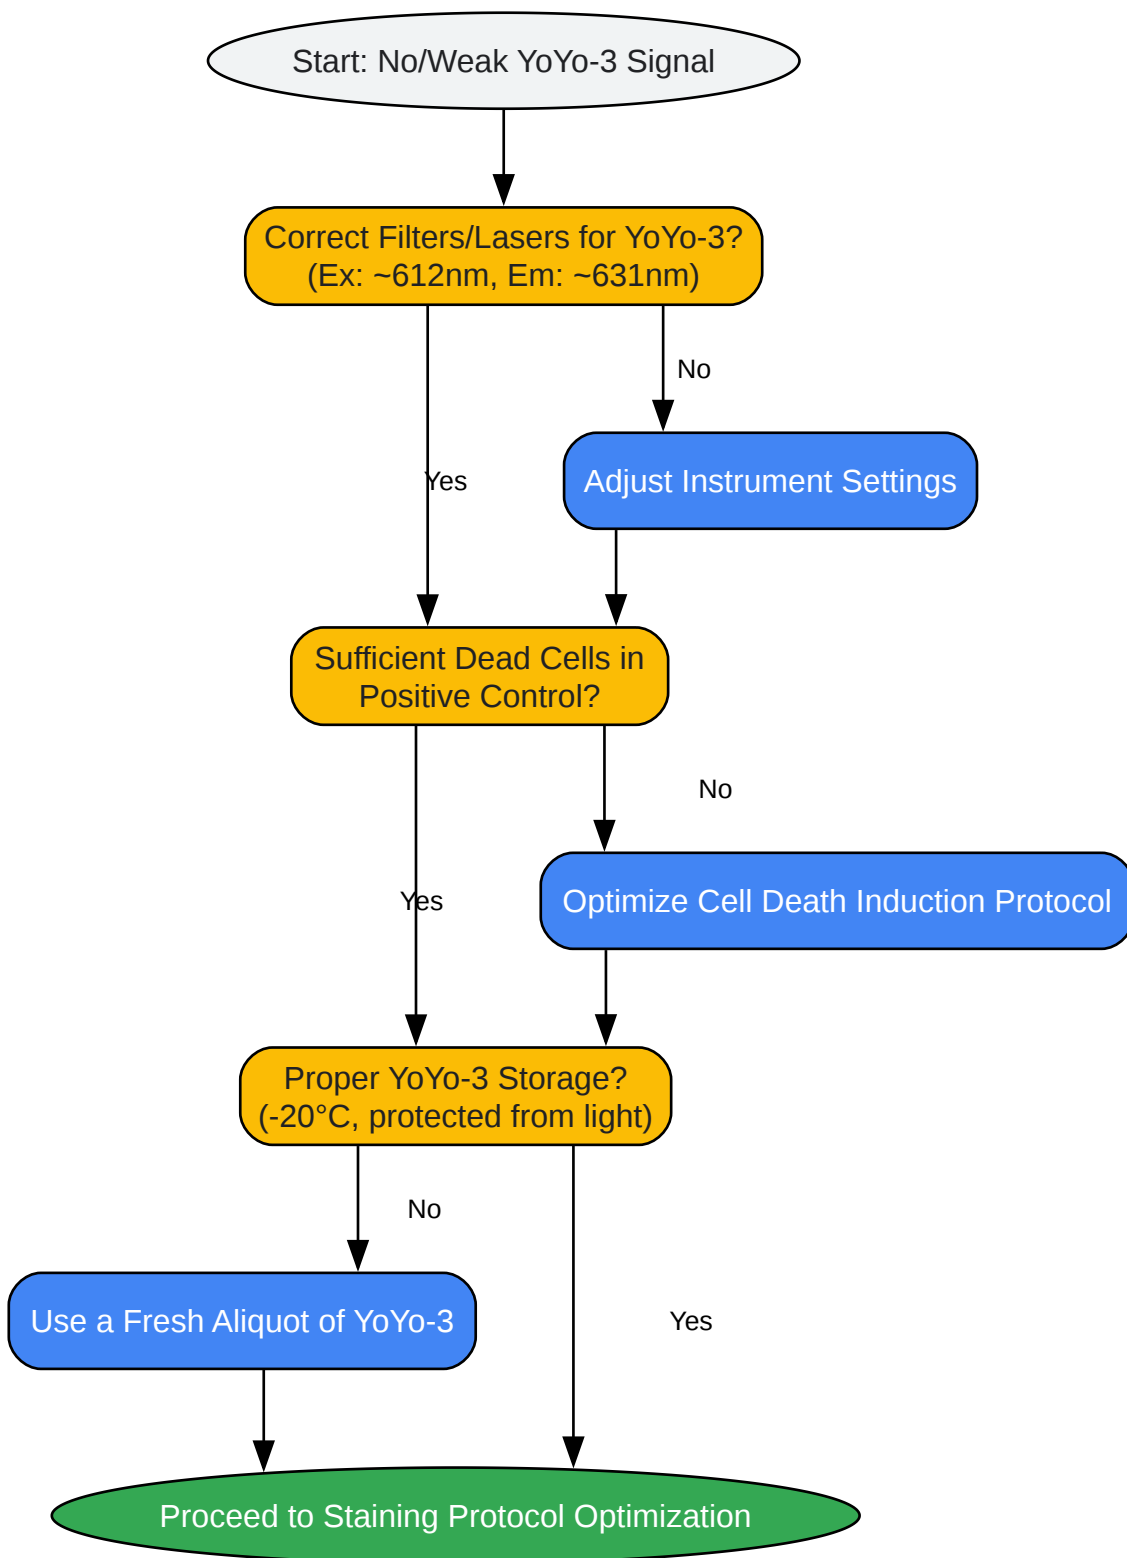 Start: No/Weak YoYo-3 Signal
Correct Filters/Lasers for YoYo-3?
(Ex: ~612nm, Em: ~631nm)
No
Yes
Adjust Instrument Settings
Sufficient Dead Cells in
Positive Control?
No
Yes
Optimize Cell Death Induction Protocol
Proper YoYo-3 Storage?
(-20°C, protected from light)
No
Use a Fresh Aliquot of YoYo-3
Yes
Proceed to Staining Protocol Optimization